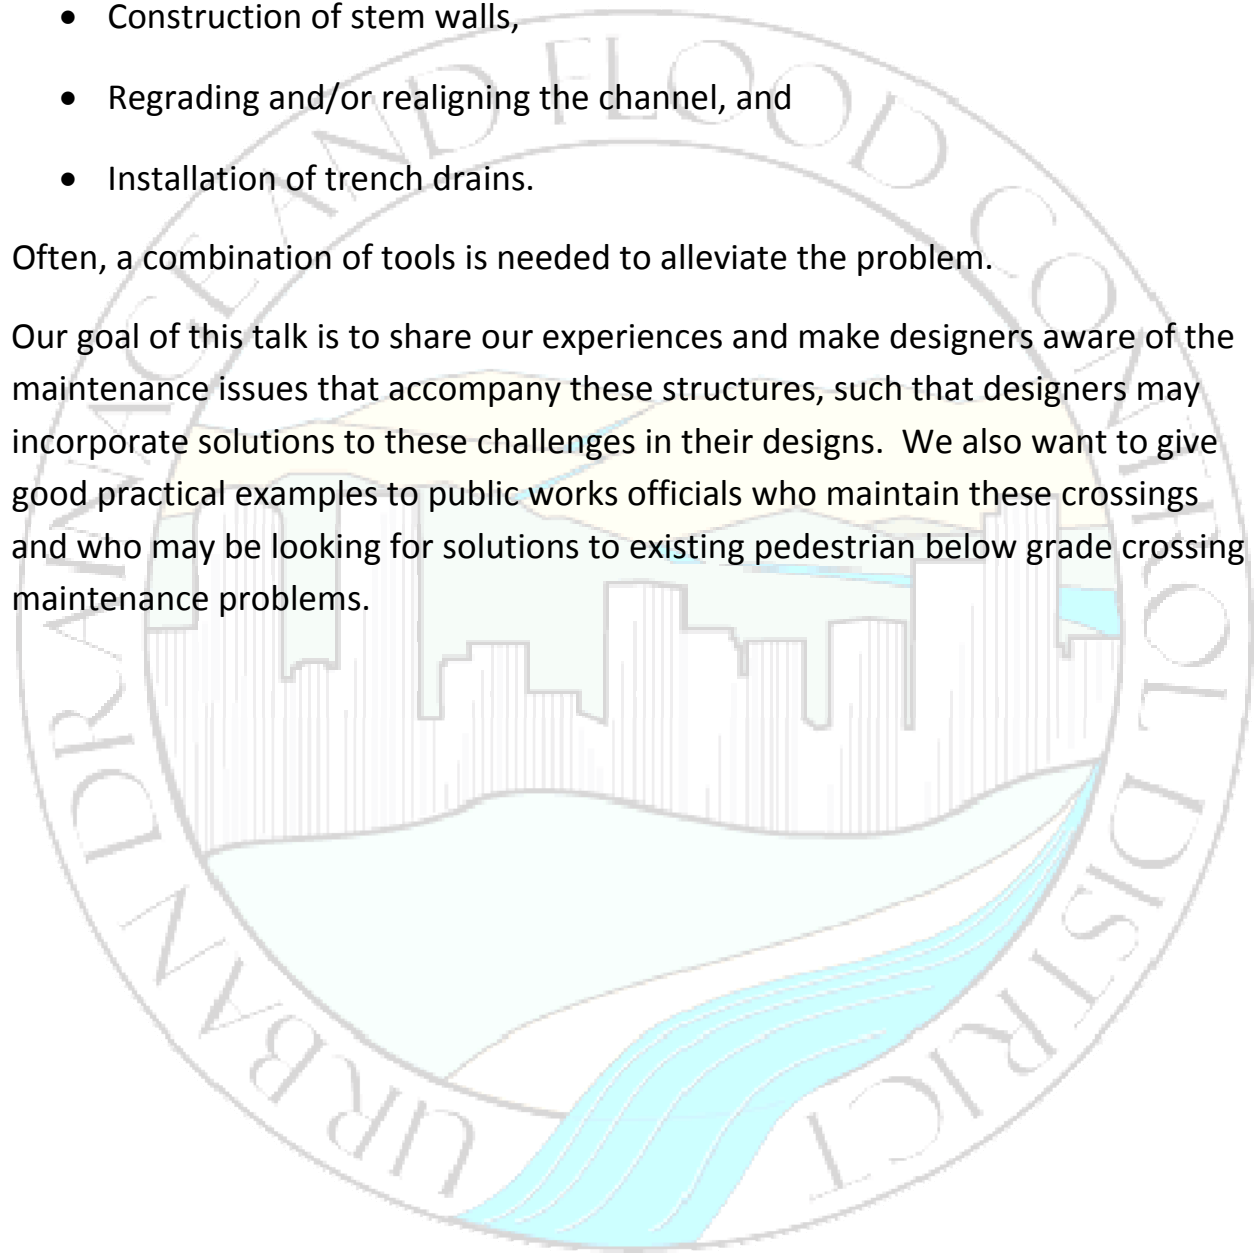 • Construction of stem walls,
• Regrading and/or realigning the channel, and
• Installation of trench drains.
Often, a combination of tools is needed to alleviate the problem.
Our goal of this talk is to share our experiences and make designers aware of the
maintenance issues that accompany these structures, such that designers may
incorporate solutions to these challenges in their designs.  We also want to give
good practical examples to public works officials who maintain these crossings
and who may be looking for solutions to existing pedestrian below grade crossing
maintenance problems.
URBAN DRAINAGE AND FLOOD CONTROL DISTRICT